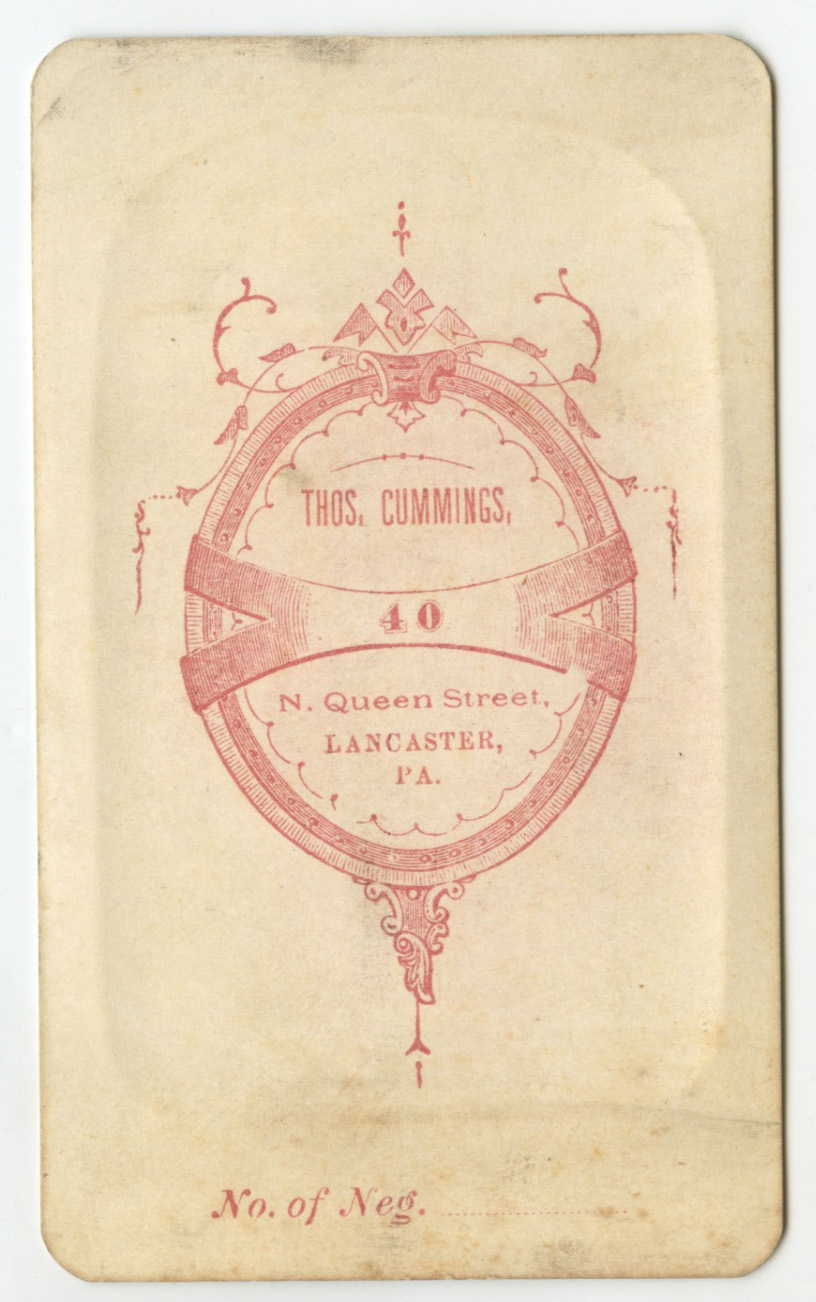 THOS. CUMMINGS,
40
N. Queen Street,
LANCASTER,
PA.
No. of Neg. ....................